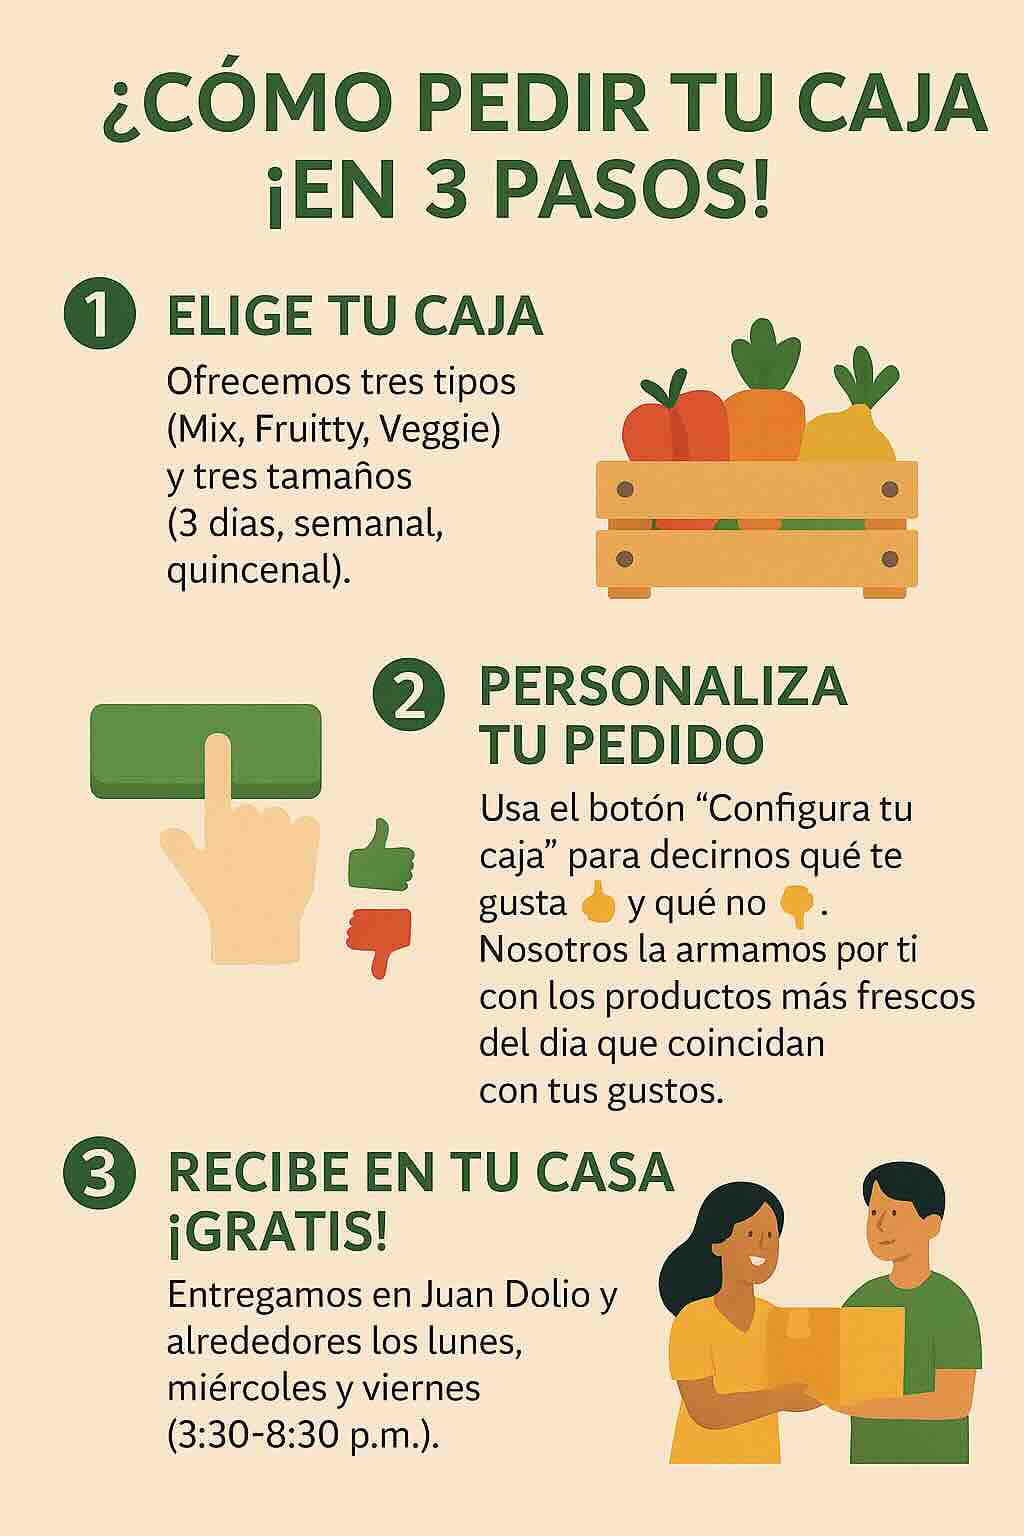 ¿CÓMO PEDIR TU CAJA
¡EN 3 PASOS!
1 ELIGE TU CAJA
Ofrecemos tres tipos
(Mix, Fruitty, Veggie)
y tres tamaños
(3 dias, semanal,
quincenal).
2 PERSONALIZA
TU PEDIDO
Usa el botón “Configura tu
caja” para decirnos qué te
gusta 👍 y qué no 👎.
Nosotros la armamos por ti
con los productos más frescos
del dia que coincidan
con tus gustos.
3 RECIBE EN TU CASA
¡GRATIS!
Entregamos en Juan Dolio y
alrededores los lunes,
miércoles y viernes
(3:30-8:30 p.m.).